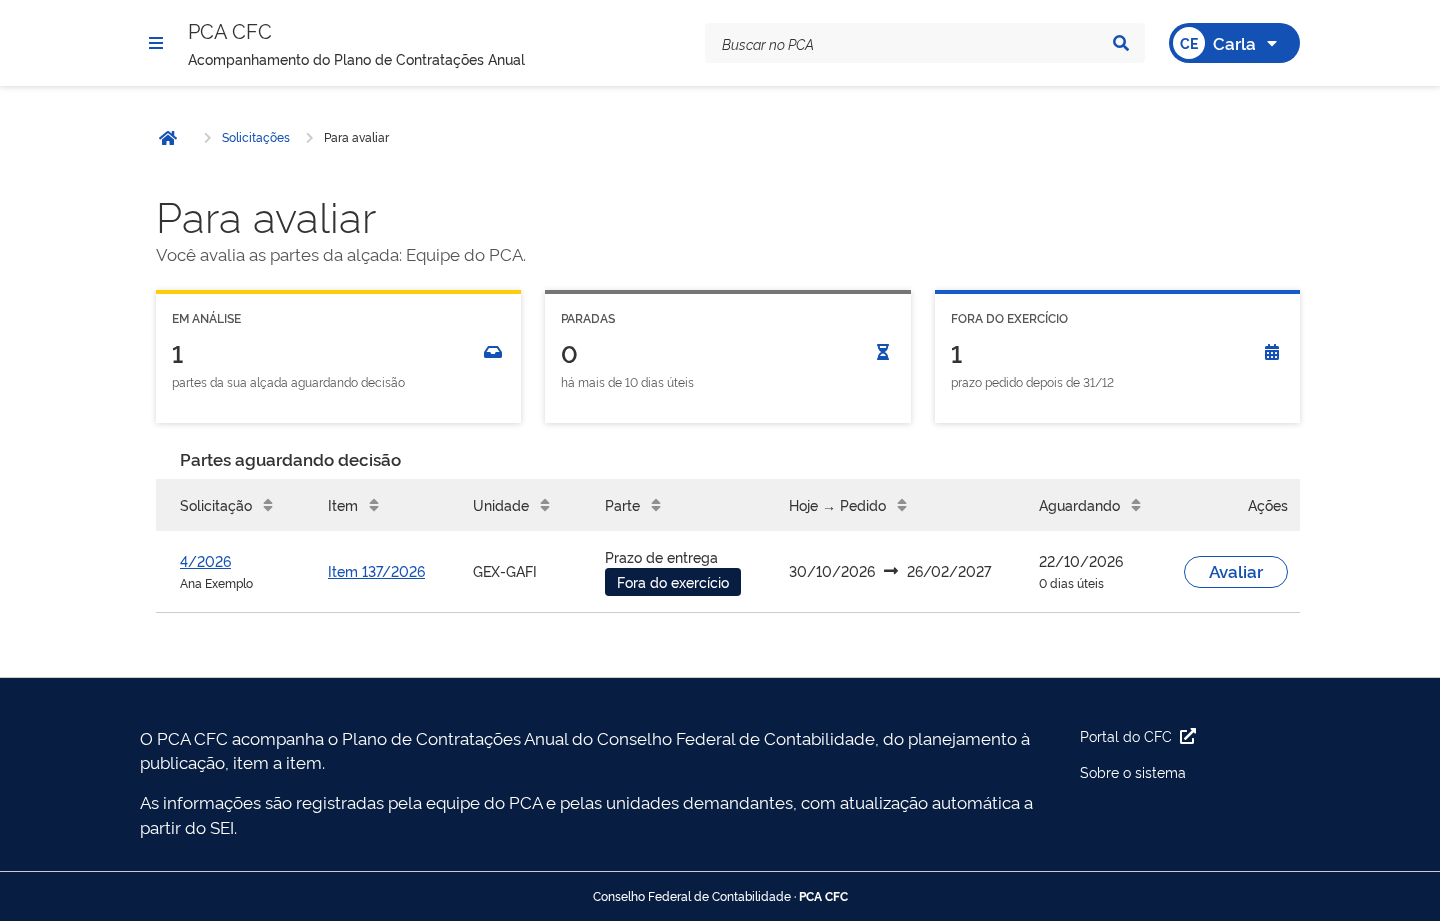 PCA CFC
Acompanhamento do Plano de Contratações Anual
Buscar no PCA
CE Carla
Solicitações
Para avaliar
Para avaliar
Você avalia as partes da alçada: Equipe do PCA.
EM ANÁLISE
1
partes da sua alçada aguardando decisão
PARADAS
0
há mais de 10 dias úteis
FORA DO EXERCÍCIO
1
prazo pedido depois de 31/12
Partes aguardando decisão
Solicitação Item Unidade Parte Hoje → Pedido Aguardando Ações
4/2026
Ana Exemplo
Item 137/2026
GEX-GAFI
Prazo de entrega
Fora do exercício
30/10/2026 → 26/02/2027
22/10/2026
0 dias úteis
Avaliar
O PCA CFC acompanha o Plano de Contratações Anual do Conselho Federal de Contabilidade, do planejamento à
publicação, item a item.
As informações são registradas pela equipe do PCA e pelas unidades demandantes, com atualização automática a
partir do SEI.
Portal do CFC
Sobre o sistema
Conselho Federal de Contabilidade · PCA CFC